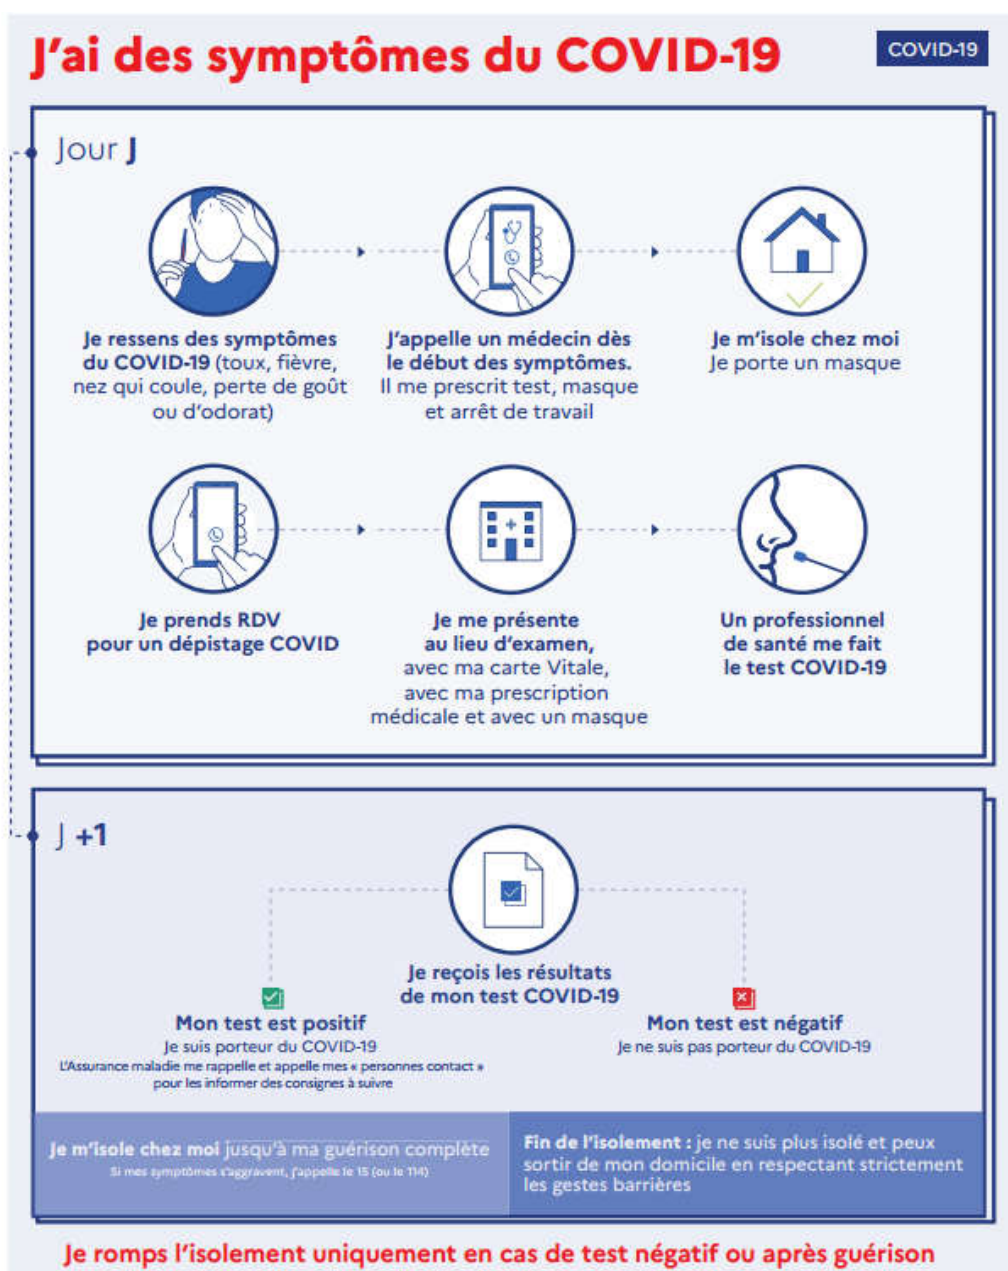 J'ai des symptômes du COVID-19
COVID-19
Jour J
Je ressens des symptômes
du COVID-19 (toux, fièvre,
nez qui coule, perte de goût
ou d'odorat)
J'appelle un médecin dès
le début des symptômes.
Il me prescrit test, masque
et arrêt de travail
Je m'isole chez moi
Je porte un masque
Je prends RDV
pour un dépistage COVID
Je me présente
au lieu d'examen,
avec ma carte Vitale,
avec ma prescription
médicale et avec un masque
Un professionnel
de santé me fait
le test COVID-19
J +1
Je reçois les résultats
de mon test COVID-19
Mon test est positif
Je suis porteur du COVID-19
L'Assurance maladie me rappelle et appelle mes « personnes contact »
pour les informer des consignes à suivre
Mon test est négatif
Je ne suis pas porteur du COVID-19
Je m'isole chez moi jusqu'à ma guérison complète
Si mes symptômes s'aggravent, j'appelle le 15 (ou le 114)
Fin de l'isolement : je ne suis plus isolé et peux
sortir de mon domicile en respectant strictement
les gestes barrières
Je romps l'isolement uniquement en cas de test négatif ou après guérison